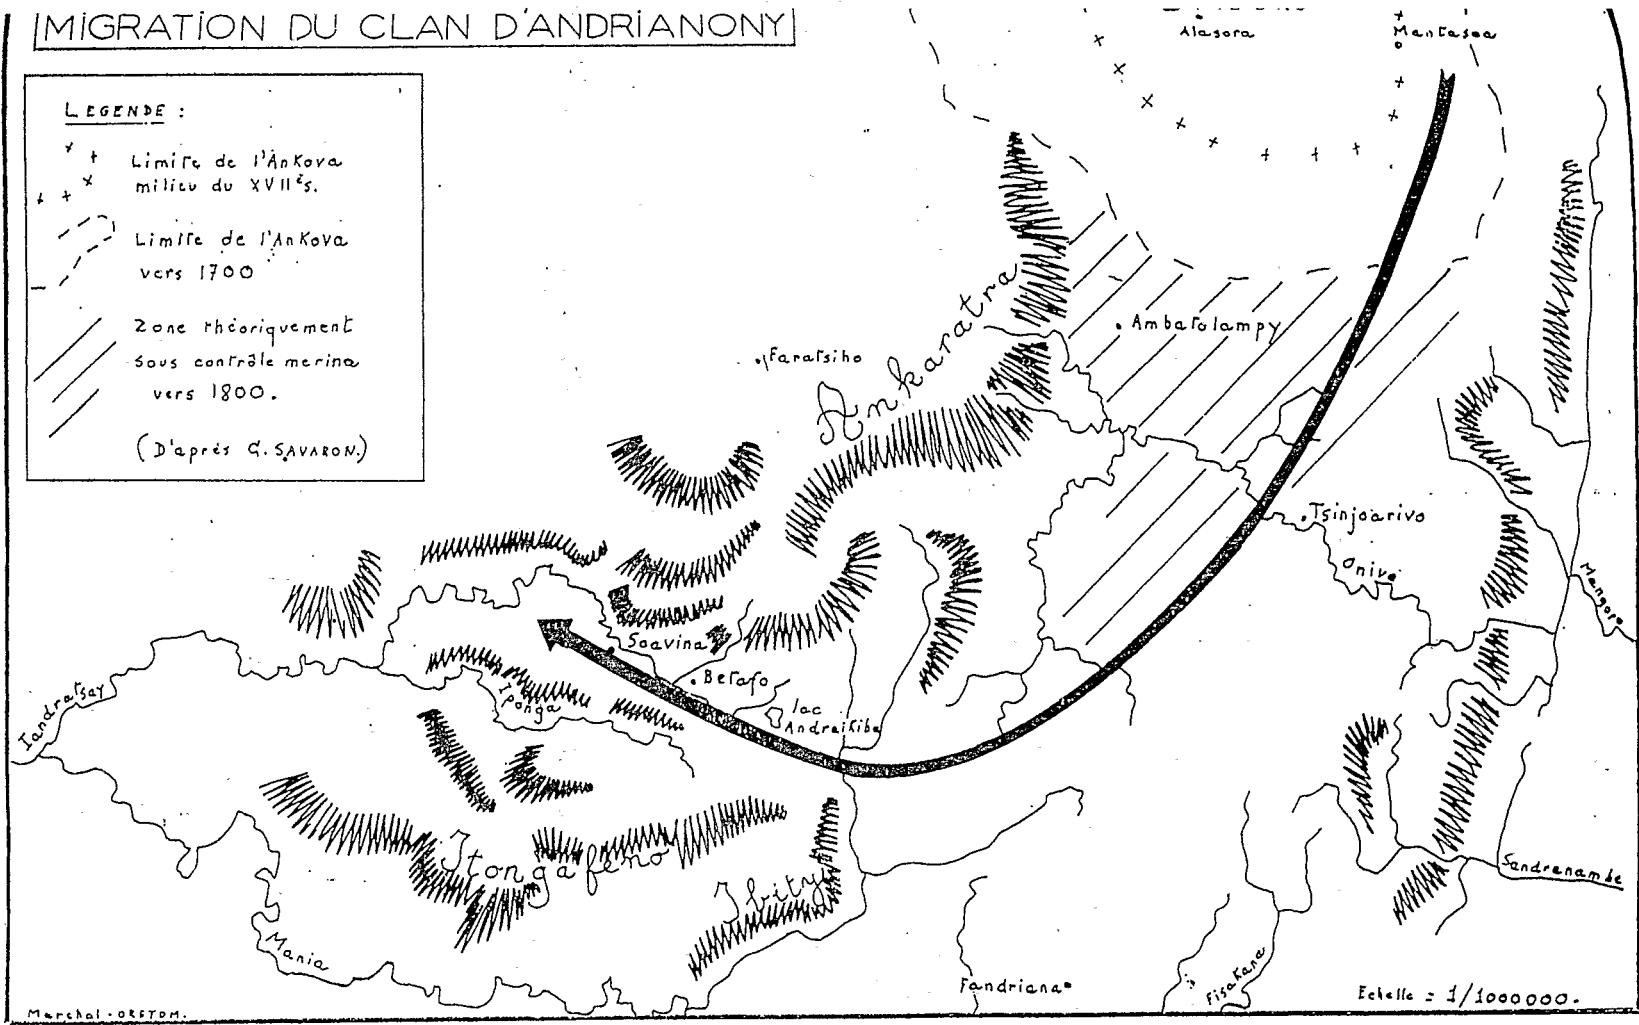 MIGRATION DU CLAN D'ANDRIANONY
LEGENDE :
Limite de l'Ankova
milieu du XVIIès.
Limite de l'Ankova
vers 1700
Zone théoriquement
sous contrôle merina
vers 1800.
(D'après G. SAVARON.)
Alasora
Mantasoa
Ankaratra
Ambatolampy
Faratsiho
Tsinjoarivo
Onive
Mangoro
Soavina
Betafo
lac
Andraikiba
Iponga
Iandratsay
Itongafeno
Ibity
Mania
Sandrenambe
Fandriana
Fisakana
Echelle = 1/1000000.
Marchal - ORSTOM.